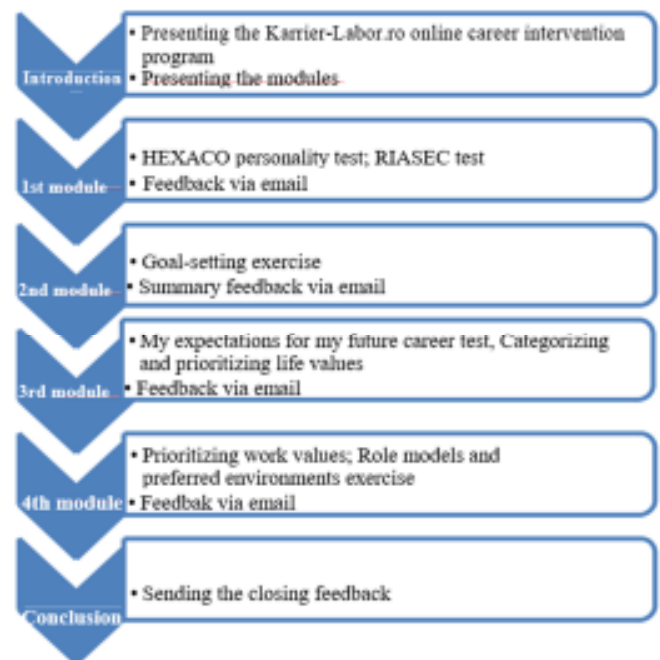 Introduction
• Presenting the Karrier-Labor.ro online career intervention
program
• Presenting the modules
1st module
• HEXACO personality test; RIASEC test
• Feedback via email
2nd module
• Goal-setting exercise
• Summary feedback via email
3rd module
• My expectations for my future career test, Categorizing
and prioritizing life values
• Feedback via email
4th module
• Prioritizing work values; Role models and
preferred environments exercise
• Feedbak via email
Conclusion
• Sending the closing feedback